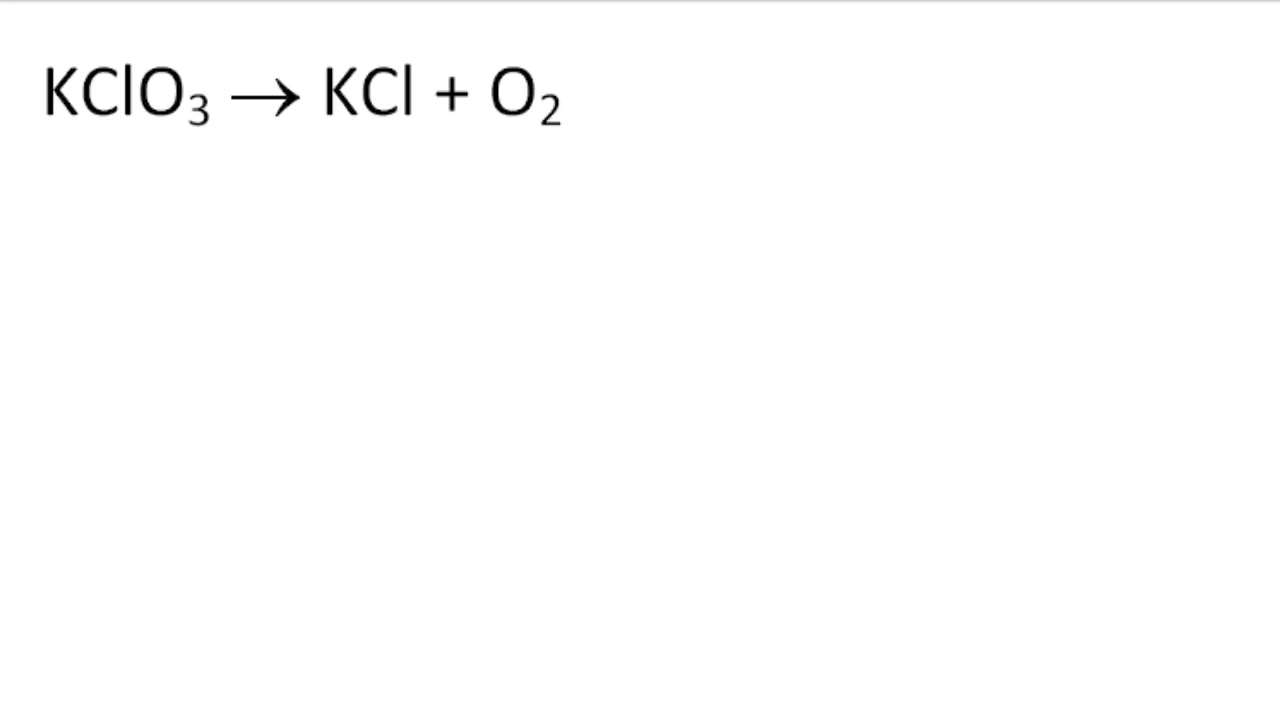 KClO₃ → KCl + O₂